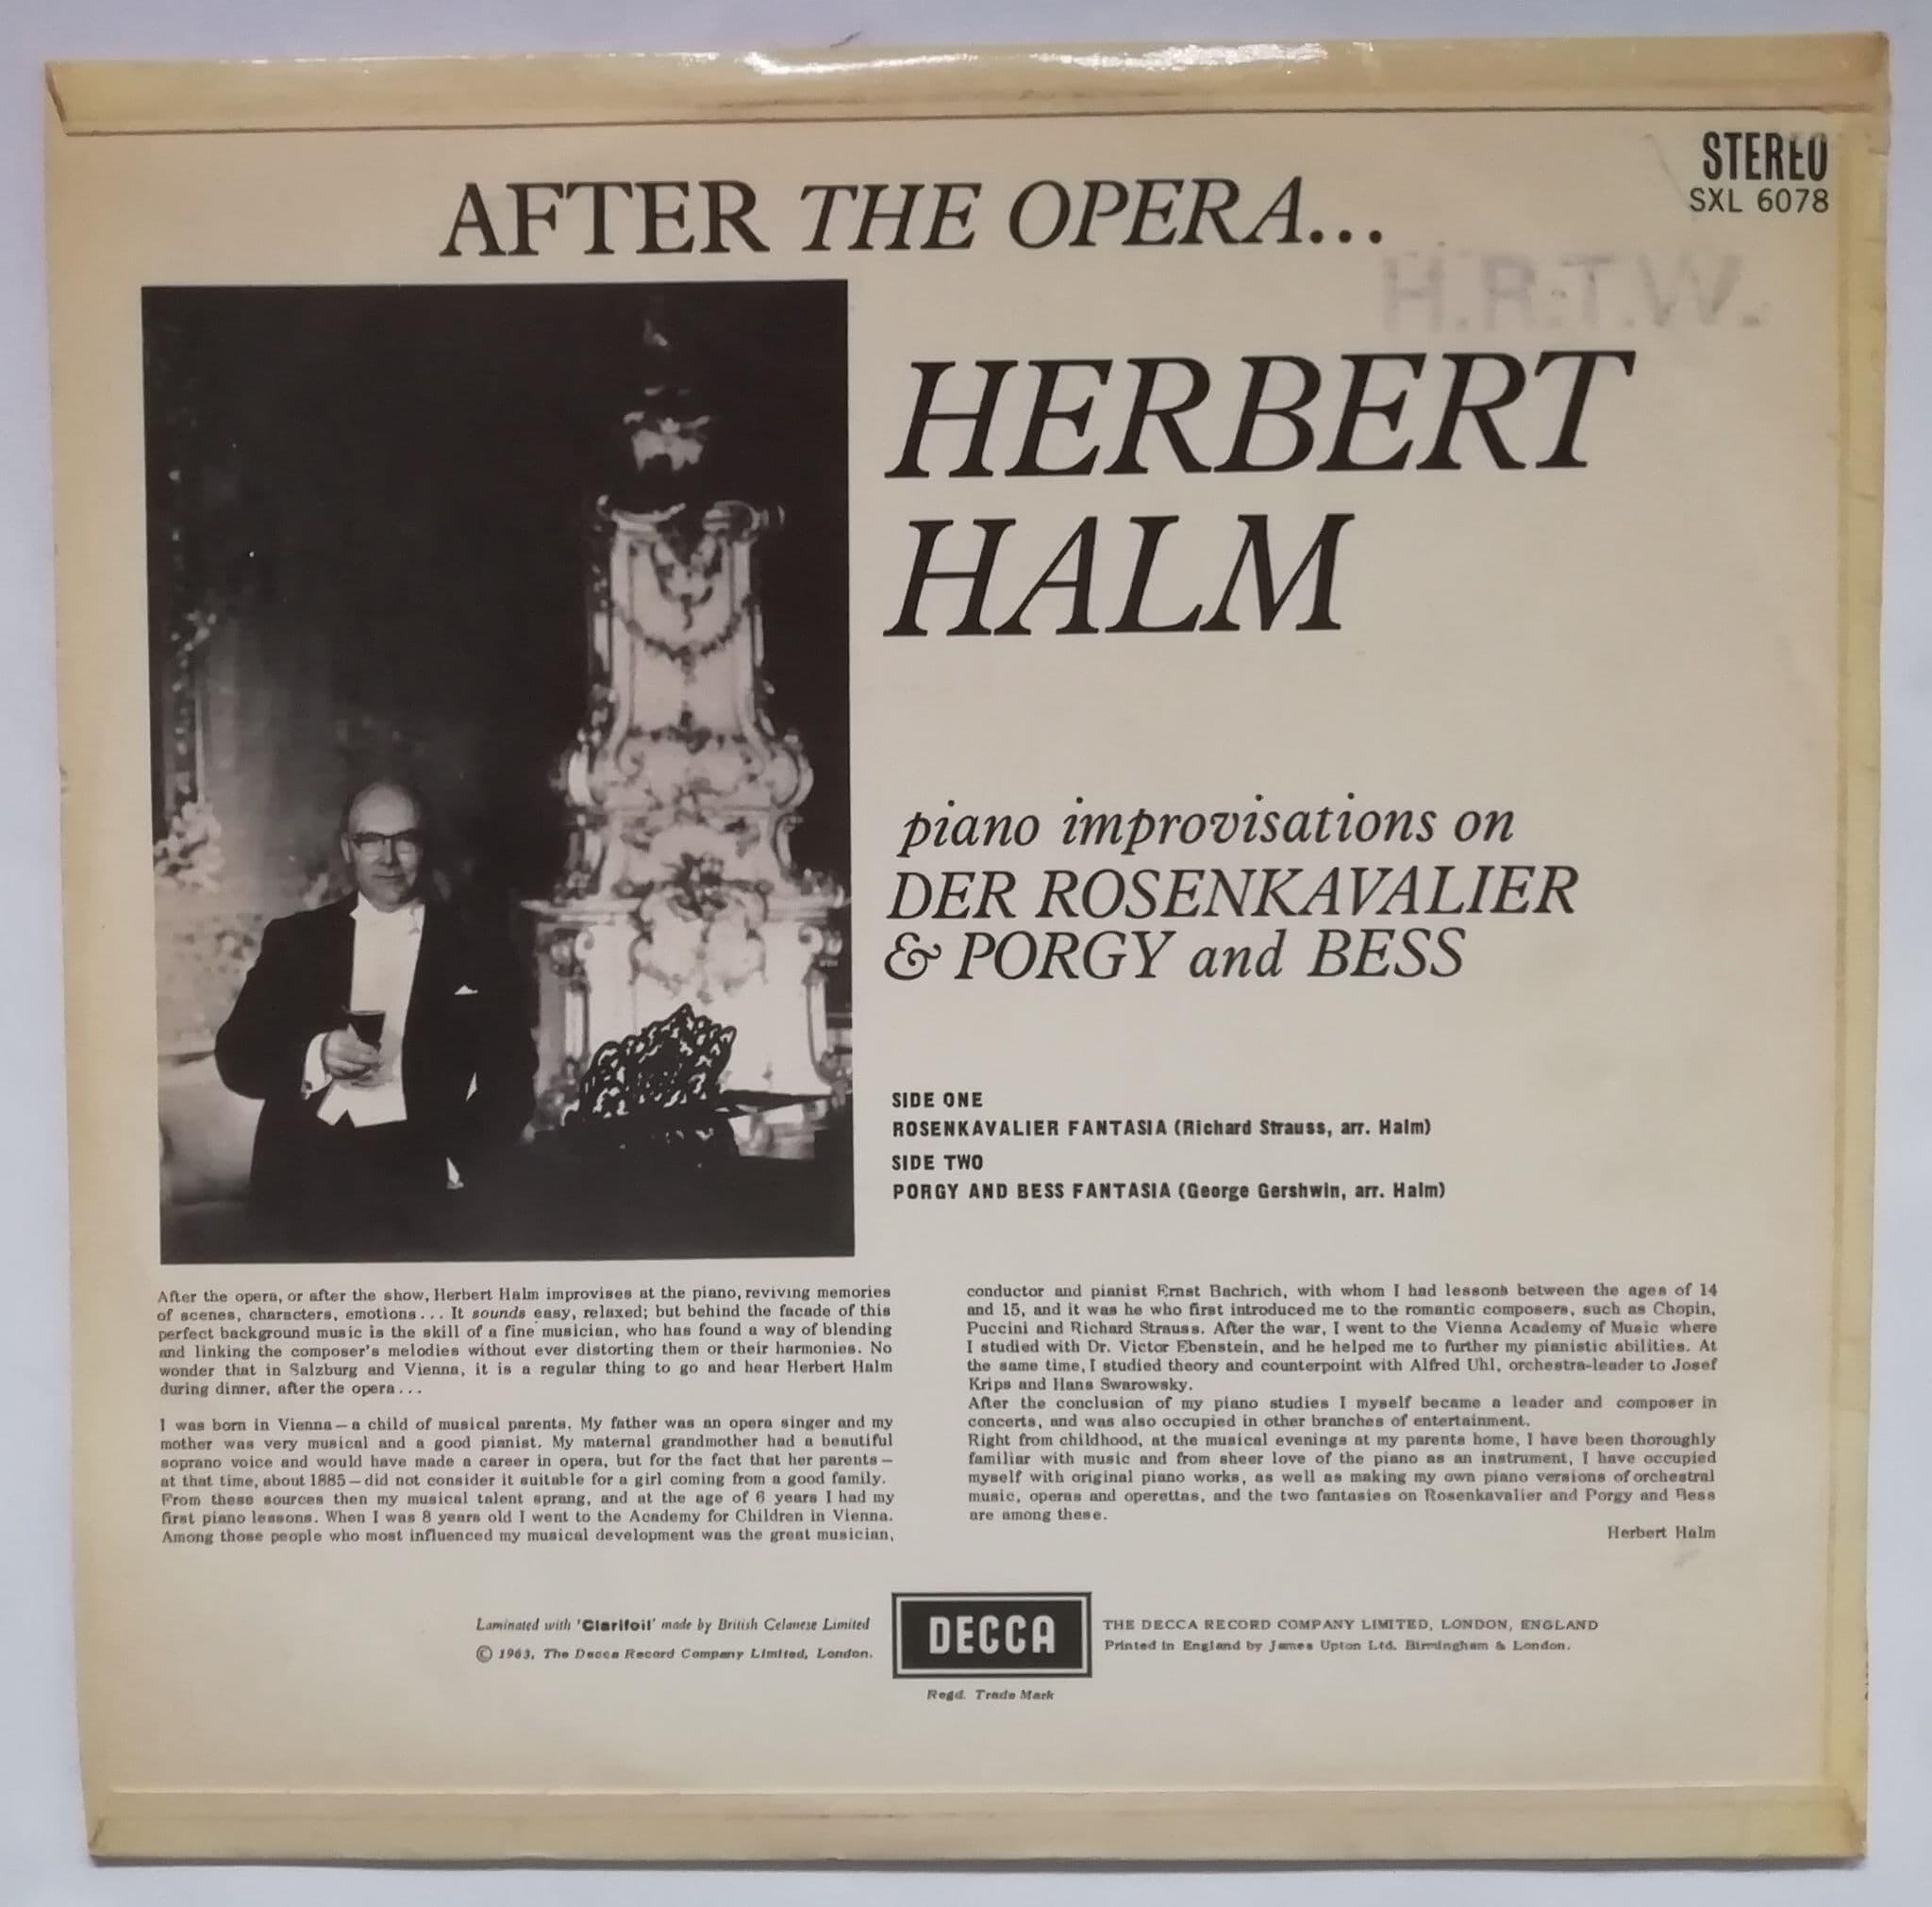 STEREO
SXL 6078
AFTER THE OPERA...
H.R.T.W.
HERBERT
HALM
piano improvisations on
DER ROSENKAVALIER
& PORGY and BESS
SIDE ONE
ROSENKAVALIER FANTASIA (Richard Strauss, arr. Halm)
SIDE TWO
PORGY AND BESS FANTASIA (George Gershwin, arr. Halm)
After the opera, or after the show, Herbert Halm improvises at the piano, reviving memories
of scenes, characters, emotions... It sounds easy, relaxed; but behind the facade of this
perfect background music is the skill of a fine musician, who has found a way of blending
and linking the composer's melodies without ever distorting them or their harmonies. No
wonder that in Salzburg and Vienna, it is a regular thing to go and hear Herbert Halm
during dinner, after the opera...
I was born in Vienna—a child of musical parents. My father was an opera singer and my
mother was very musical and a good pianist. My maternal grandmother had a beautiful
soprano voice and would have made a career in opera, but for the fact that her parents—
at that time, about 1885—did not consider it suitable for a girl coming from a good family.
From these sources then my musical talent sprang, and at the age of 6 years I had my
first piano lessons. When I was 8 years old I went to the Academy for Children in Vienna.
Among those people who most influenced my musical development was the great musician,
conductor and pianist Ernst Bachrich, with whom I had lessons between the ages of 14
and 15, and it was he who first introduced me to the romantic composers, such as Chopin,
Puccini and Richard Strauss. After the war, I went to the Vienna Academy of Music where
I studied with Dr. Victor Ebenstein, and he helped me to further my pianistic abilities. At
the same time, I studied theory and counterpoint with Alfred Uhl, orchestra-leader to Josef
Krips and Hans Swarowsky.
After the conclusion of my piano studies I myself became a leader and composer in
concerts, and was also occupied in other branches of entertainment.
Right from childhood, at the musical evenings at my parents home, I have been thoroughly
familiar with music and from sheer love of the piano as an instrument, I have occupied
myself with original piano works, as well as making my own piano versions of orchestral
music, operas and operettas, and the two fantasies on Rosenkavalier and Porgy and Bess
are among these.
Herbert Halm
Laminated with 'Clarifoil' made by British Celanese Limited
© 1963, The Decca Record Company Limited, London.
DECCA
Regd. Trade Mark
THE DECCA RECORD COMPANY LIMITED, LONDON, ENGLAND
Printed in England by James Upton Ltd. Birmingham & London.